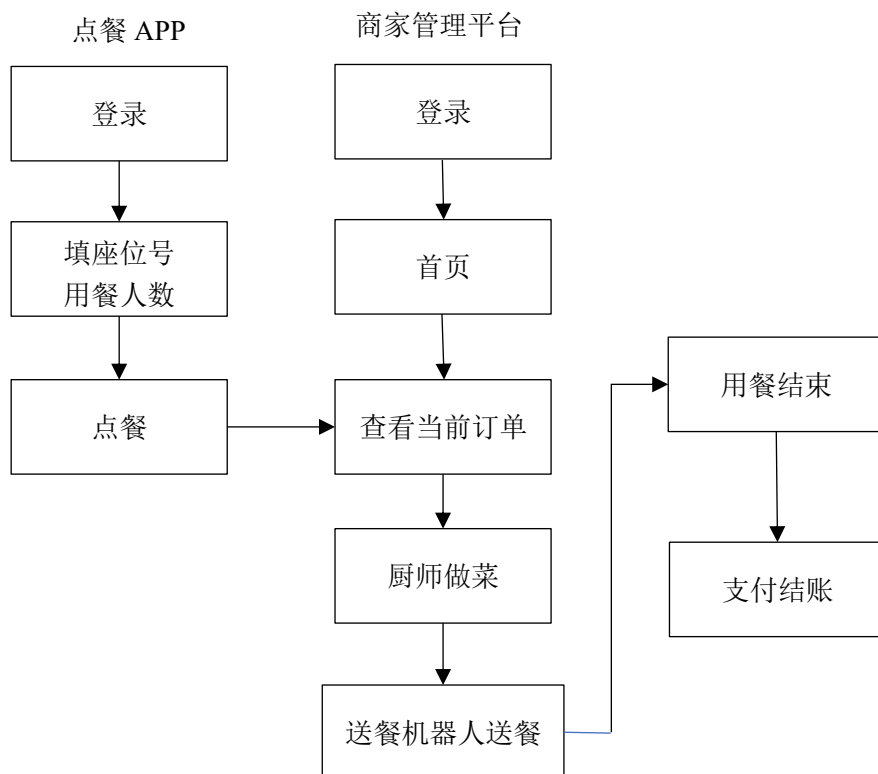 点餐 APP
商家管理平台
登录
登录
填座位号
用餐人数
首页
点餐
查看当前订单
用餐结束
厨师做菜
支付结账
送餐机器人送餐